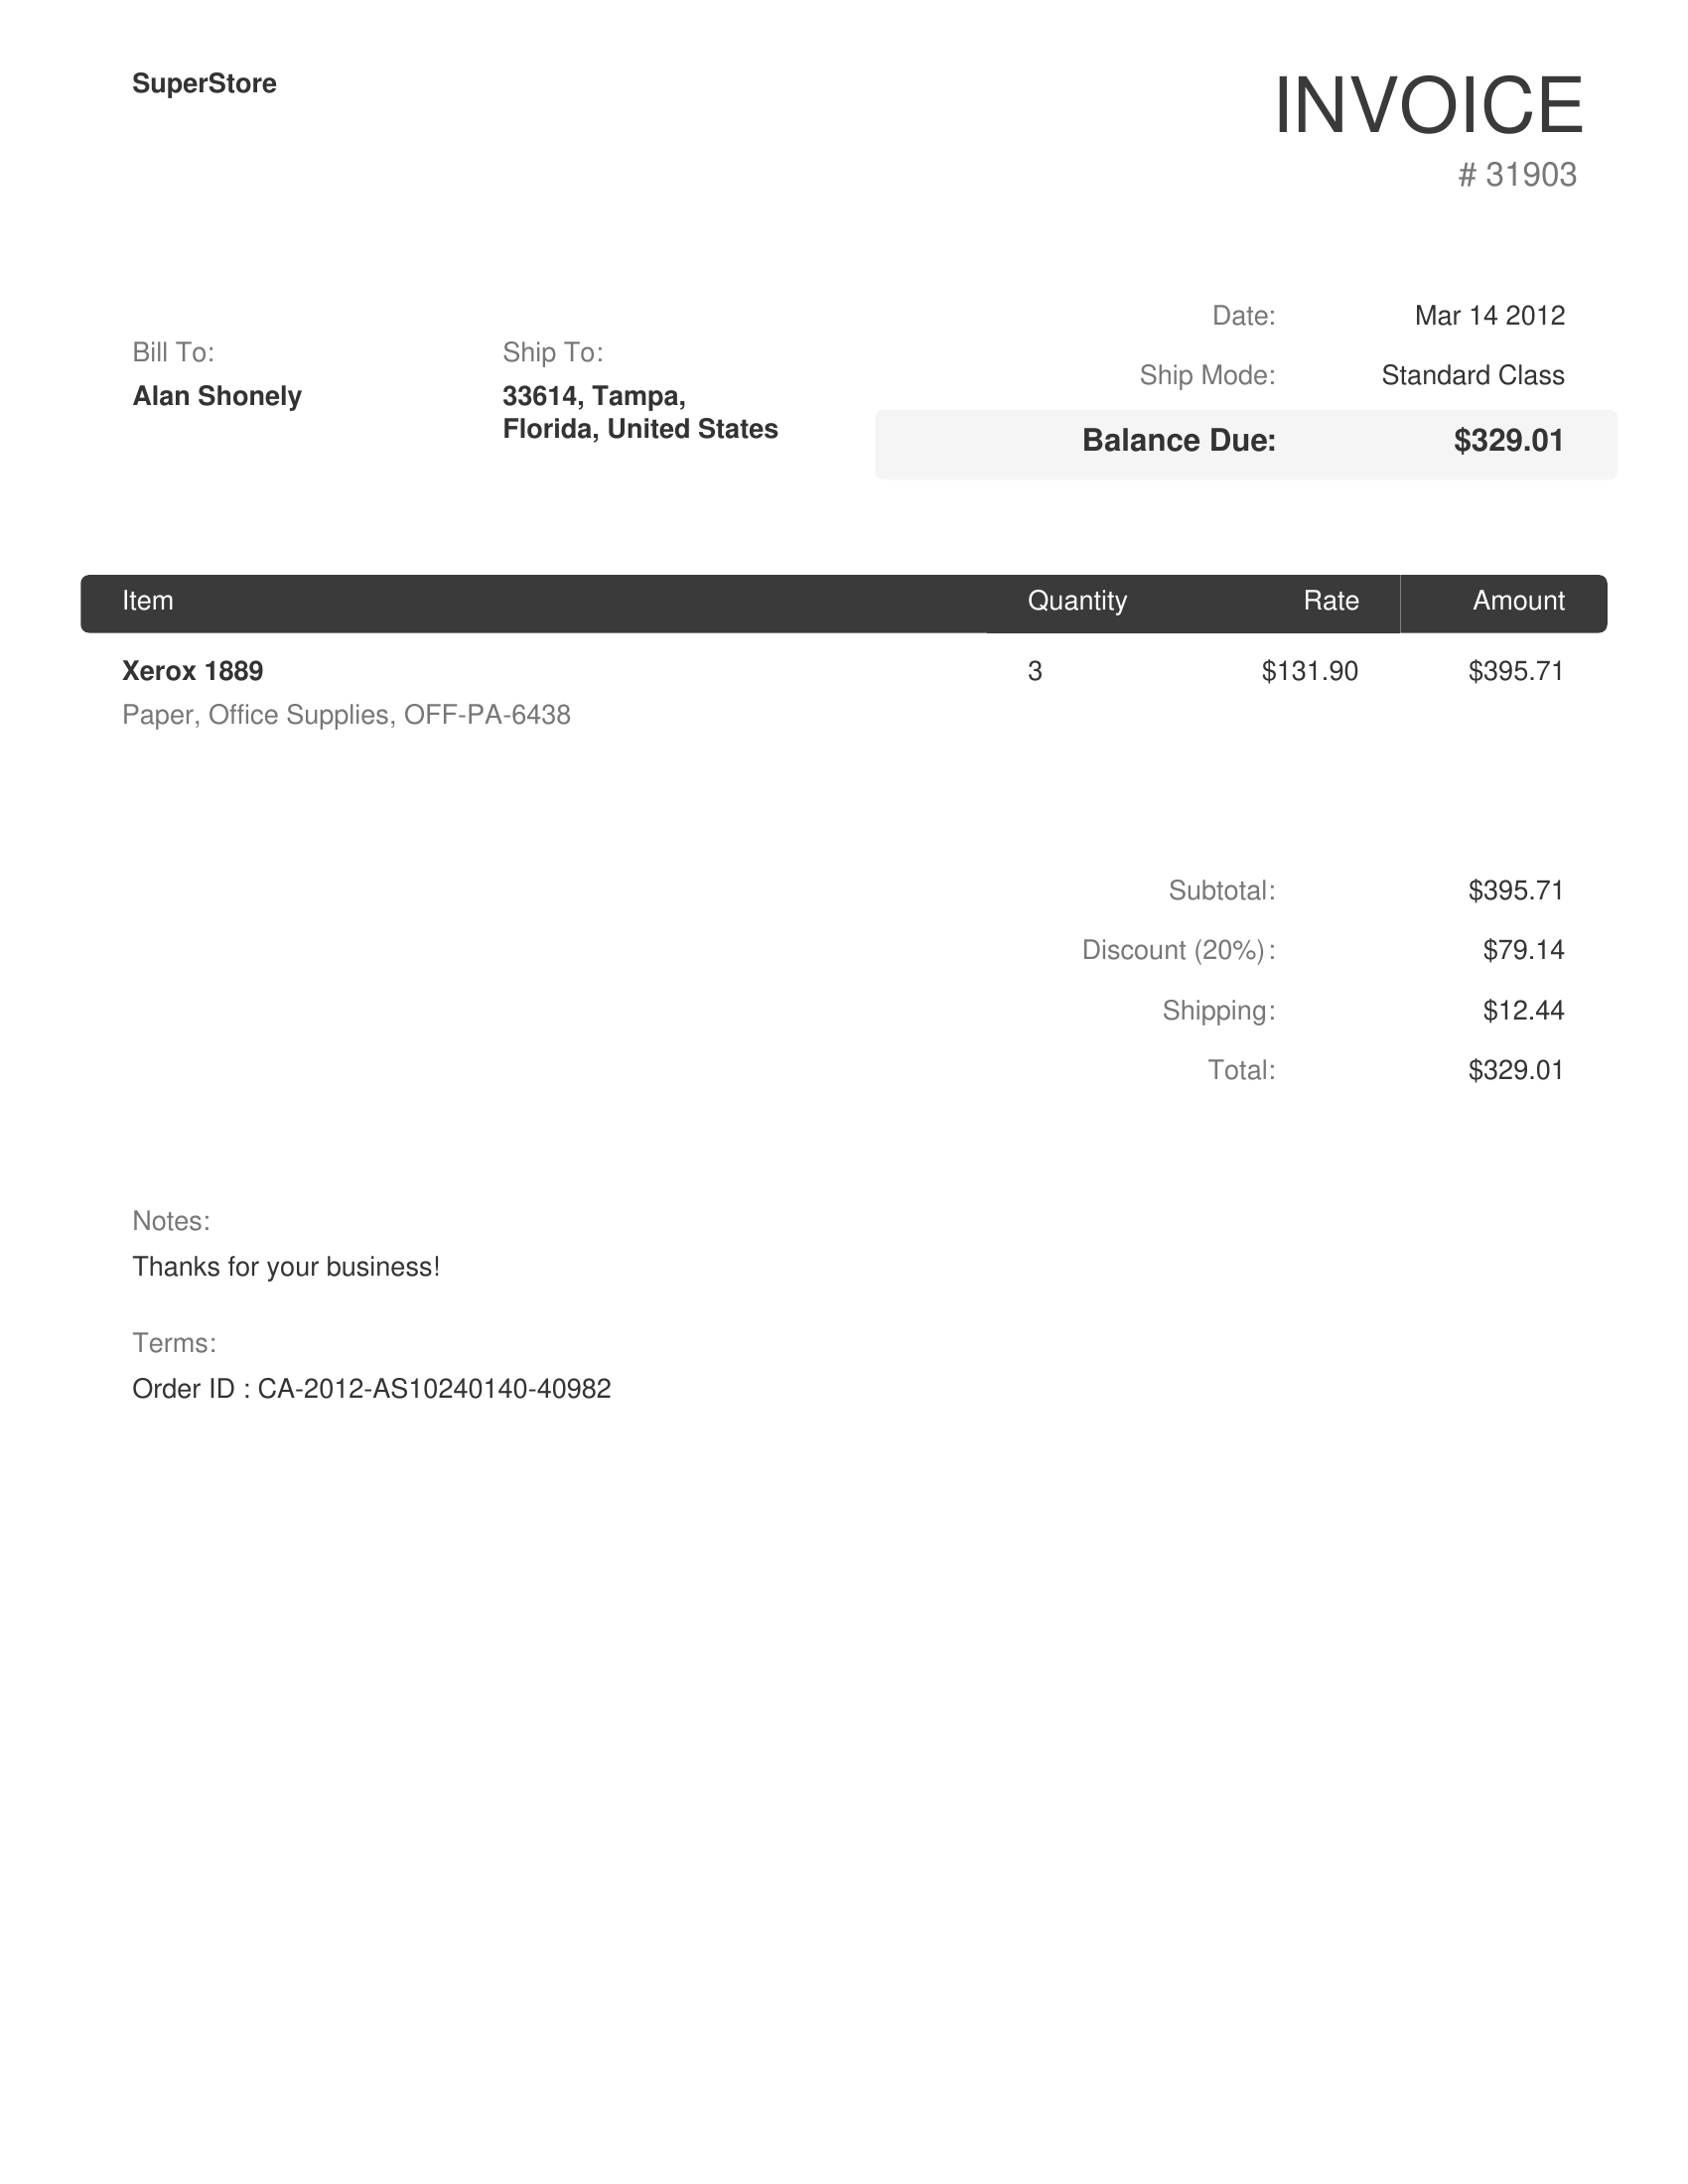 SuperStore
INVOICE
# 31903
Date: Mar 14 2012
Ship Mode: Standard Class
Balance Due: $329.01
Bill To:
Alan Shonely
Ship To:
33614, Tampa,
Florida, United States
Item Quantity Rate Amount
Xerox 1889 3 $131.90 $395.71
Paper, Office Supplies, OFF-PA-6438
Subtotal: $395.71
Discount (20%): $79.14
Shipping: $12.44
Total: $329.01
Notes:
Thanks for your business!
Terms:
Order ID : CA-2012-AS10240140-40982